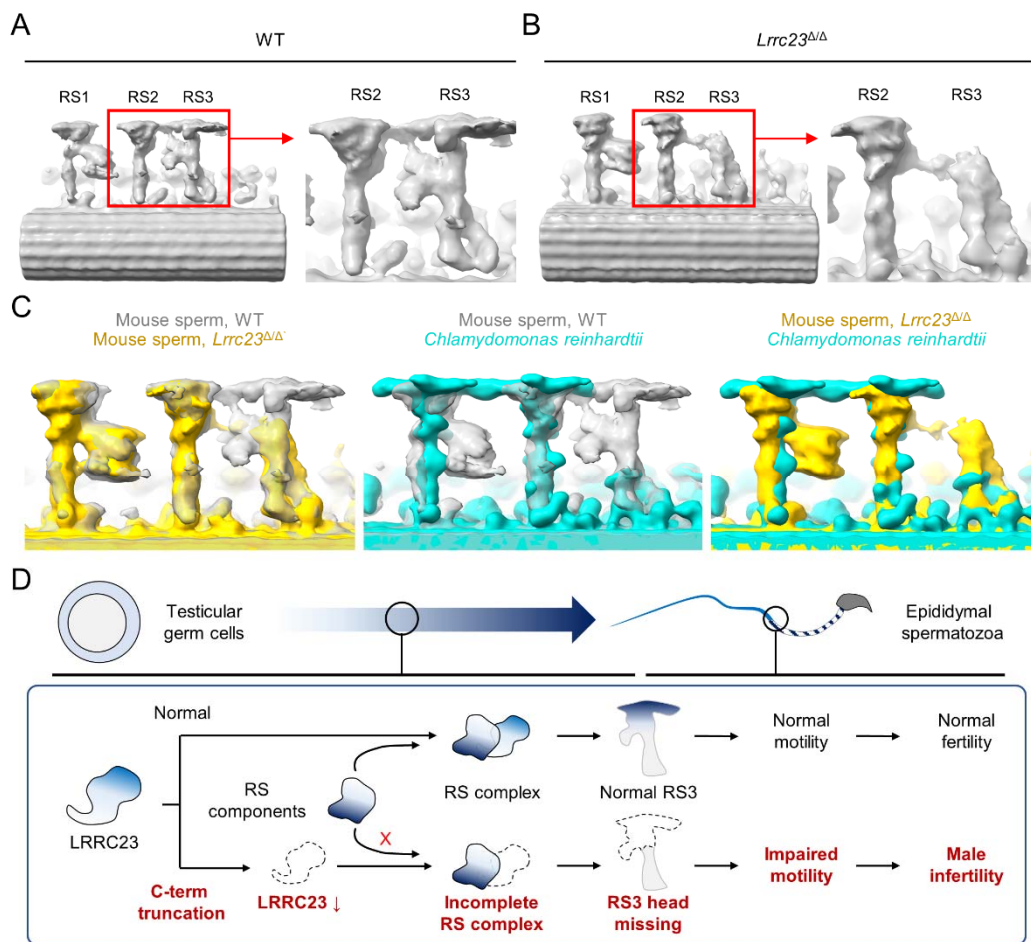 A
WT
RS1 RS2 RS3
RS2 RS3
B
Lrrc23Δ/Δ
RS1 RS2 RS3
RS2 RS3
C
Mouse sperm, WT
Mouse sperm, Lrrc23Δ/Δ
Mouse sperm, WT
Chlamydomonas reinhardtii
Mouse sperm, Lrrc23Δ/Δ
Chlamydomonas reinhardtii
D
Testicular
germ cells
Epididymal
spermatozoa
Normal
LRRC23
RS
components
RS complex
Normal RS3
Normal
motility
Normal
fertility
X
C-term
truncation
LRRC23 ↓
Incomplete
RS complex
RS3 head
missing
Impaired
motility
Male
infertility